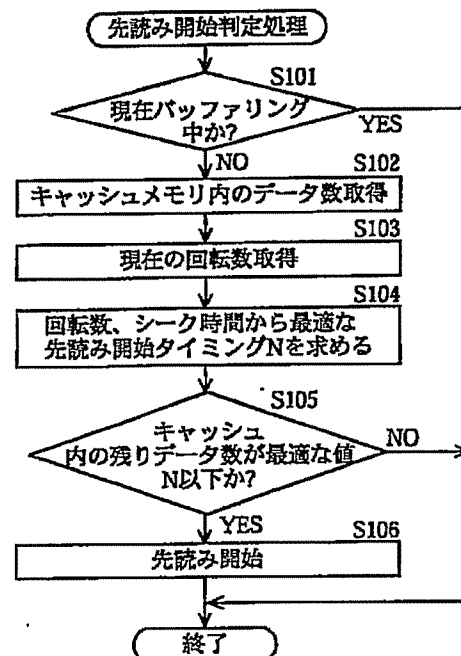 先読み開始判定処理
S101
現在バッファリング
中か?
YES
NO
S102
キャッシュメモリ内のデータ数取得
S103
現在の回転数取得
S104
回転数、シーク時間から最適な
先読み開始タイミングNを求める
S105
キャッシュ
内の残りデータ数が最適な値
N以下か?
NO
YES
S106
先読み開始
終了